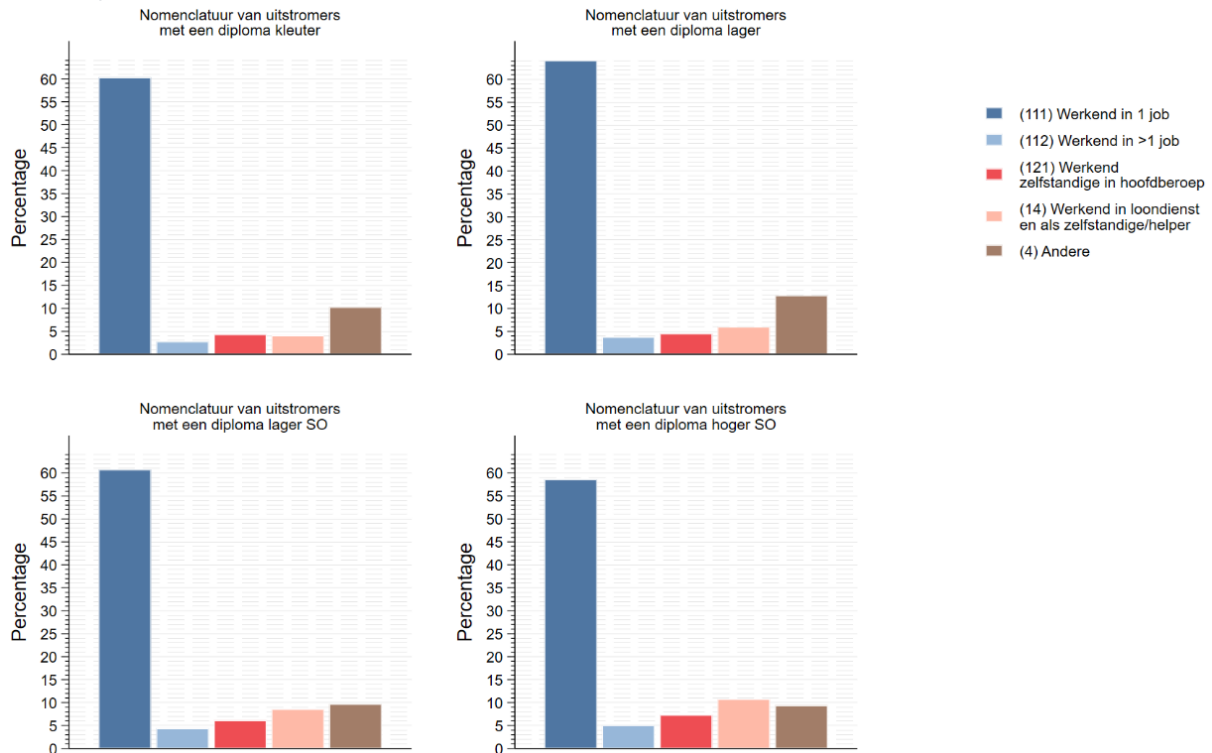 Nomenclatuur van uitstromers
met een diploma kleuter
Percentage
60
55
50
45
40
35
30
25
20
15
10
5
0
Nomenclatuur van uitstromers
met een diploma lager
Percentage
60
55
50
45
40
35
30
25
20
15
10
5
0
(111) Werkend in 1 job
(112) Werkend in >1 job
(121) Werkend
zelfstandige in hoofdberoep
(14) Werkend in loondienst
en als zelfstandige/helper
(4) Andere
Nomenclatuur van uitstromers
met een diploma lager SO
Percentage
60
55
50
45
40
35
30
25
20
15
10
5
0
Nomenclatuur van uitstromers
met een diploma hoger SO
Percentage
60
55
50
45
40
35
30
25
20
15
10
5
0